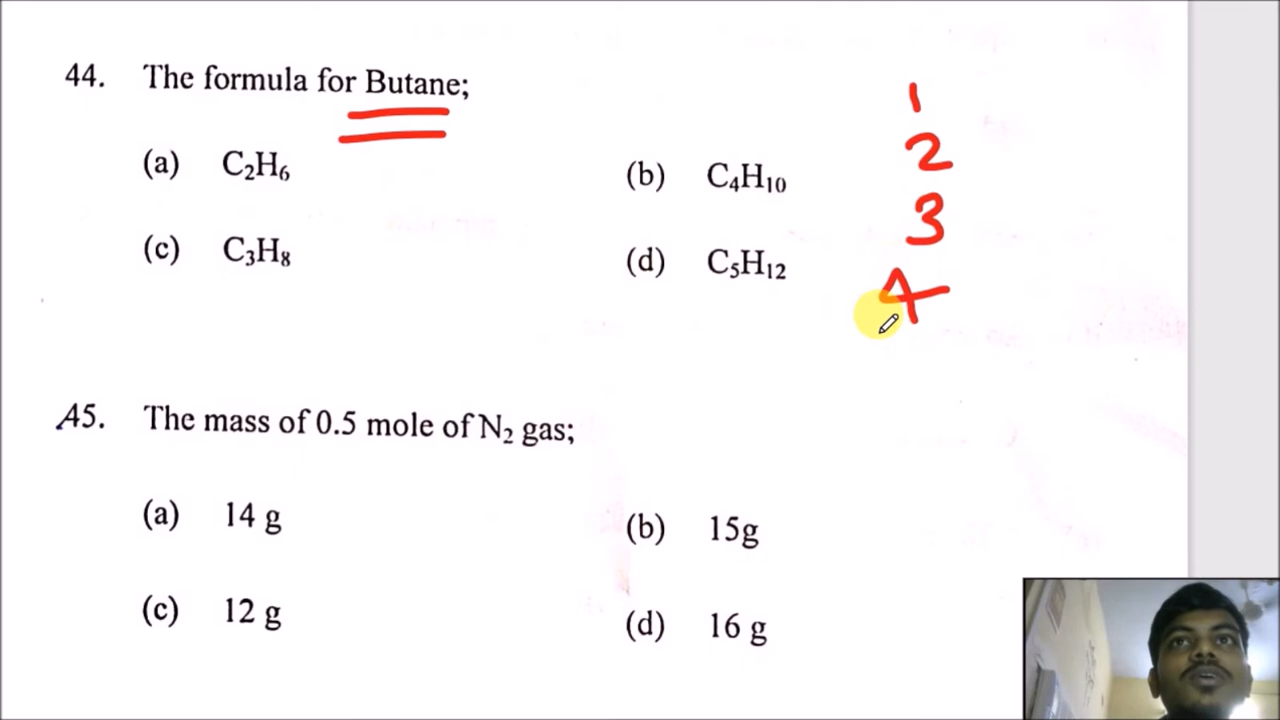 44. The formula for Butane;
(a) C₂H₆ (b) C₄H₁₀
(c) C₃H₈ (d) C₅H₁₂
1
2
3
4
45. The mass of 0.5 mole of N₂ gas;
(a) 14 g (b) 15g
(c) 12 g (d) 16 g